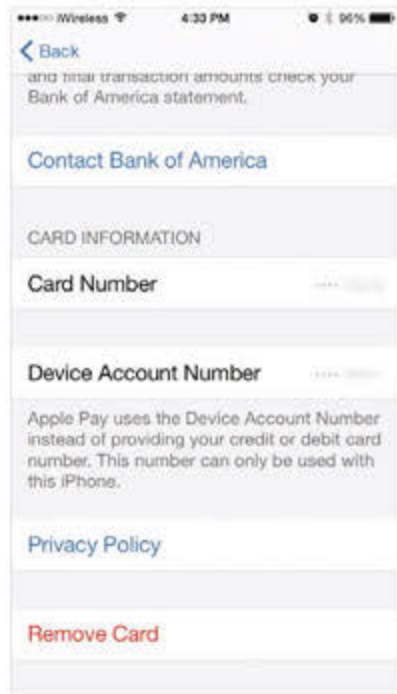 iWireless 4:33 PM 96%
Back
and final transaction amounts check your
Bank of America statement.
Contact Bank of America
CARD INFORMATION
Card Number ····
Device Account Number ····
Apple Pay uses the Device Account Number
instead of providing your credit or debit card
number. This number can only be used with
this iPhone.
Privacy Policy
Remove Card